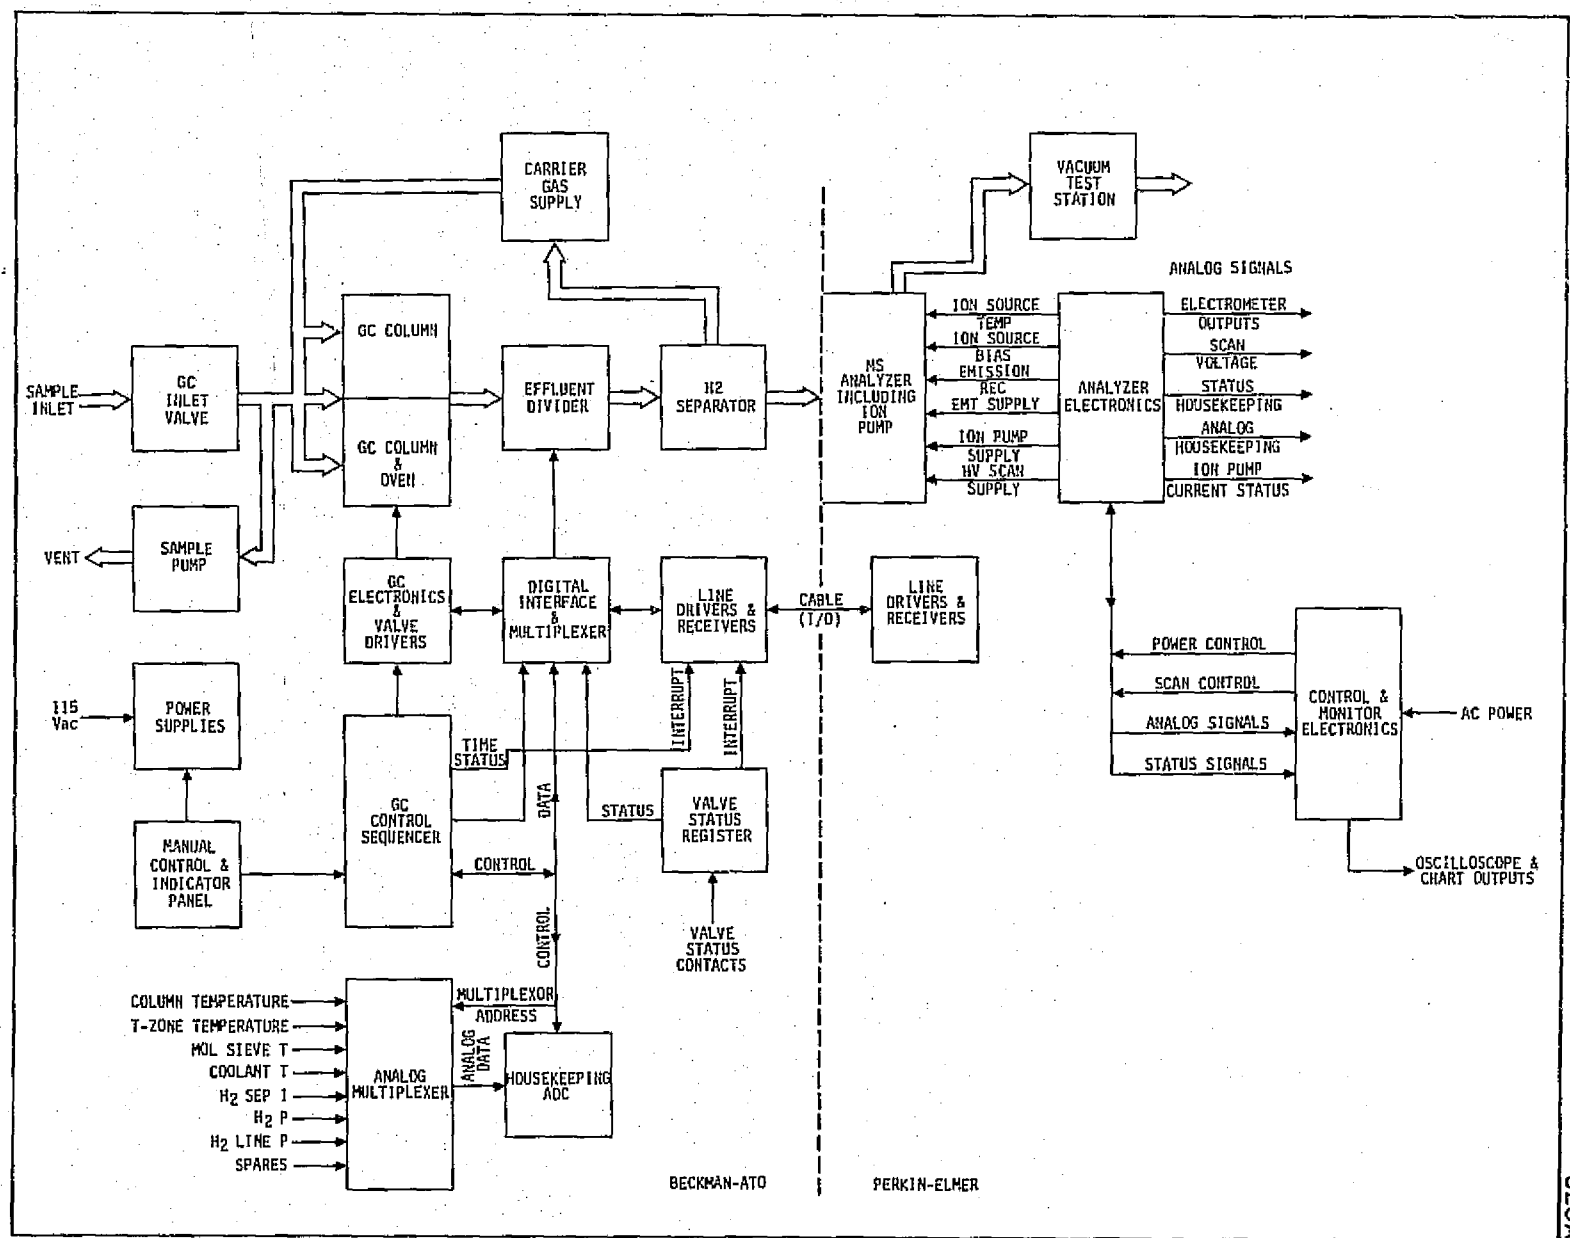 CARRIER
GAS
SUPPLY
VACUUM
TEST
STATION
ANALOG SIGNALS
SAMPLE
INLET
GC
INLET
VALVE
GC COLUMN
GC COLUMN
&
OVEN
EFFLUENT
DIVIDER
H2
SEPARATOR
MS
ANALYZER
INCLUDING
ION
PUMP
ION SOURCE
TEMP
ION SOURCE
BIAS
EMISSION
REC
EMT SUPPLY
ION PUMP
SUPPLY
HV SCAN
SUPPLY
ANALYZER
ELECTRONICS
ELECTROMETER
OUTPUTS
SCAN
VOLTAGE
STATUS
HOUSEKEEPING
ANALOG
HOUSEKEEPING
ION PUMP
CURRENT STATUS
VENT
SAMPLE
PUMP
GC
ELECTRONICS
&
VALVE
DRIVERS
DIGITAL
INTERFACE
&
MULTIPLEXER
LINE
DRIVERS &
RECEIVERS
CABLE
(I/O)
LINE
DRIVERS &
RECEIVERS
115
Vac
POWER
SUPPLIES
TIME
STATUS
INTERRUPT
INTERRUPT
POWER CONTROL
SCAN CONTROL
ANALOG SIGNALS
STATUS SIGNALS
CONTROL &
MONITOR
ELECTRONICS
AC POWER
OSCILLOSCOPE &
CHART OUTPUTS
MANUAL
CONTROL &
INDICATOR
PANEL
GC
CONTROL
SEQUENCER
DATA
STATUS
VALVE
STATUS
REGISTER
CONTROL
CONTROL
VALVE
STATUS
CONTACTS
COLUMN TEMPERATURE
T-ZONE TEMPERATURE
MOL SIEVE T
COOLANT T
H2 SEP I
H2 P
H2 LINE P
SPARES
ANALOG
MULTIPLEXER
MULTIPLEXOR
ADDRESS
ANALOG
DATA
HOUSEKEEPING
ADC
BECKMAN-ATO
PERKIN-ELMER